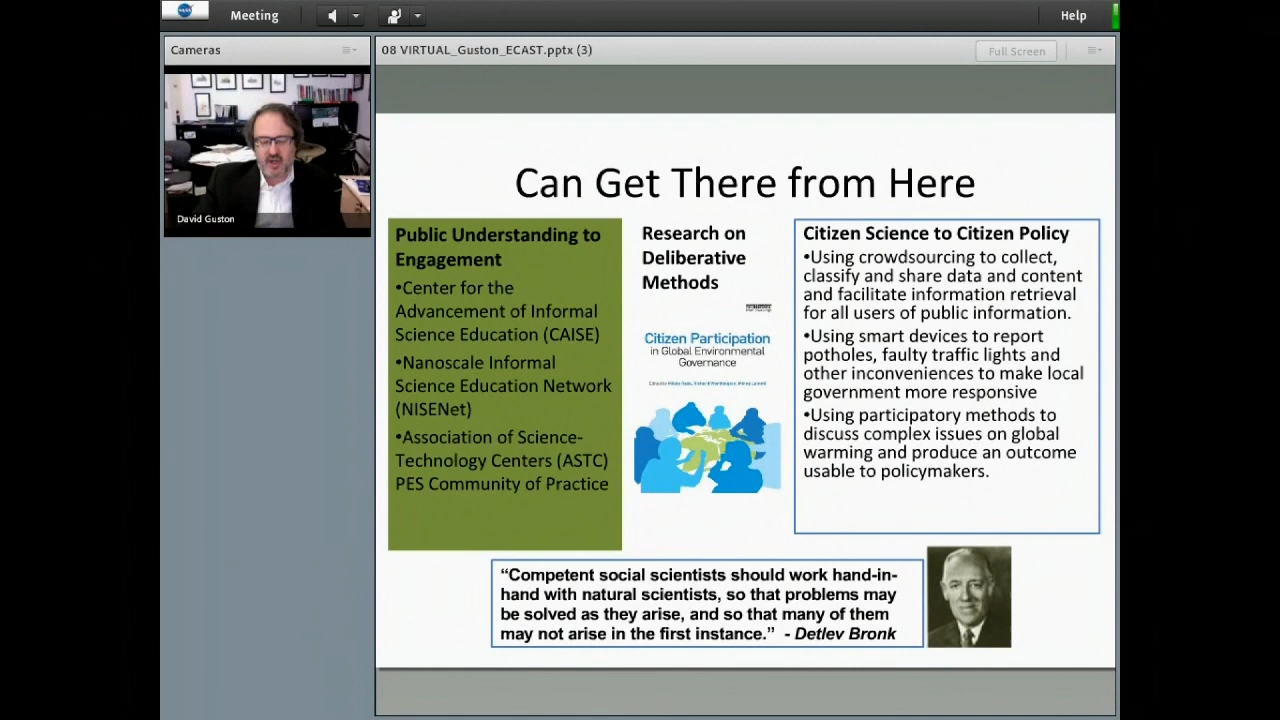 Meeting
Help
Cameras
David Guston
08 VIRTUAL_Guston_ECAST.pptx (3)
Full Screen
Can Get There from Here
Public Understanding to
Engagement
•Center for the
Advancement of Informal
Science Education (CAISE)
•Nanoscale Informal
Science Education Network
(NISENet)
•Association of Science-
Technology Centers (ASTC)
PES Community of Practice
Research on
Deliberative
Methods
Citizen Participation
in Global Environmental
Governance
Citizen Science to Citizen Policy
•Using crowdsourcing to collect,
classify and share data and content
and facilitate information retrieval
for all users of public information.
•Using smart devices to report
potholes, faulty traffic lights and
other inconveniences to make local
government more responsive
•Using participatory methods to
discuss complex issues on global
warming and produce an outcome
usable to policymakers.
“Competent social scientists should work hand-in-
hand with natural scientists, so that problems may
be solved as they arise, and so that many of them
may not arise in the first instance.” - Detlev Bronk